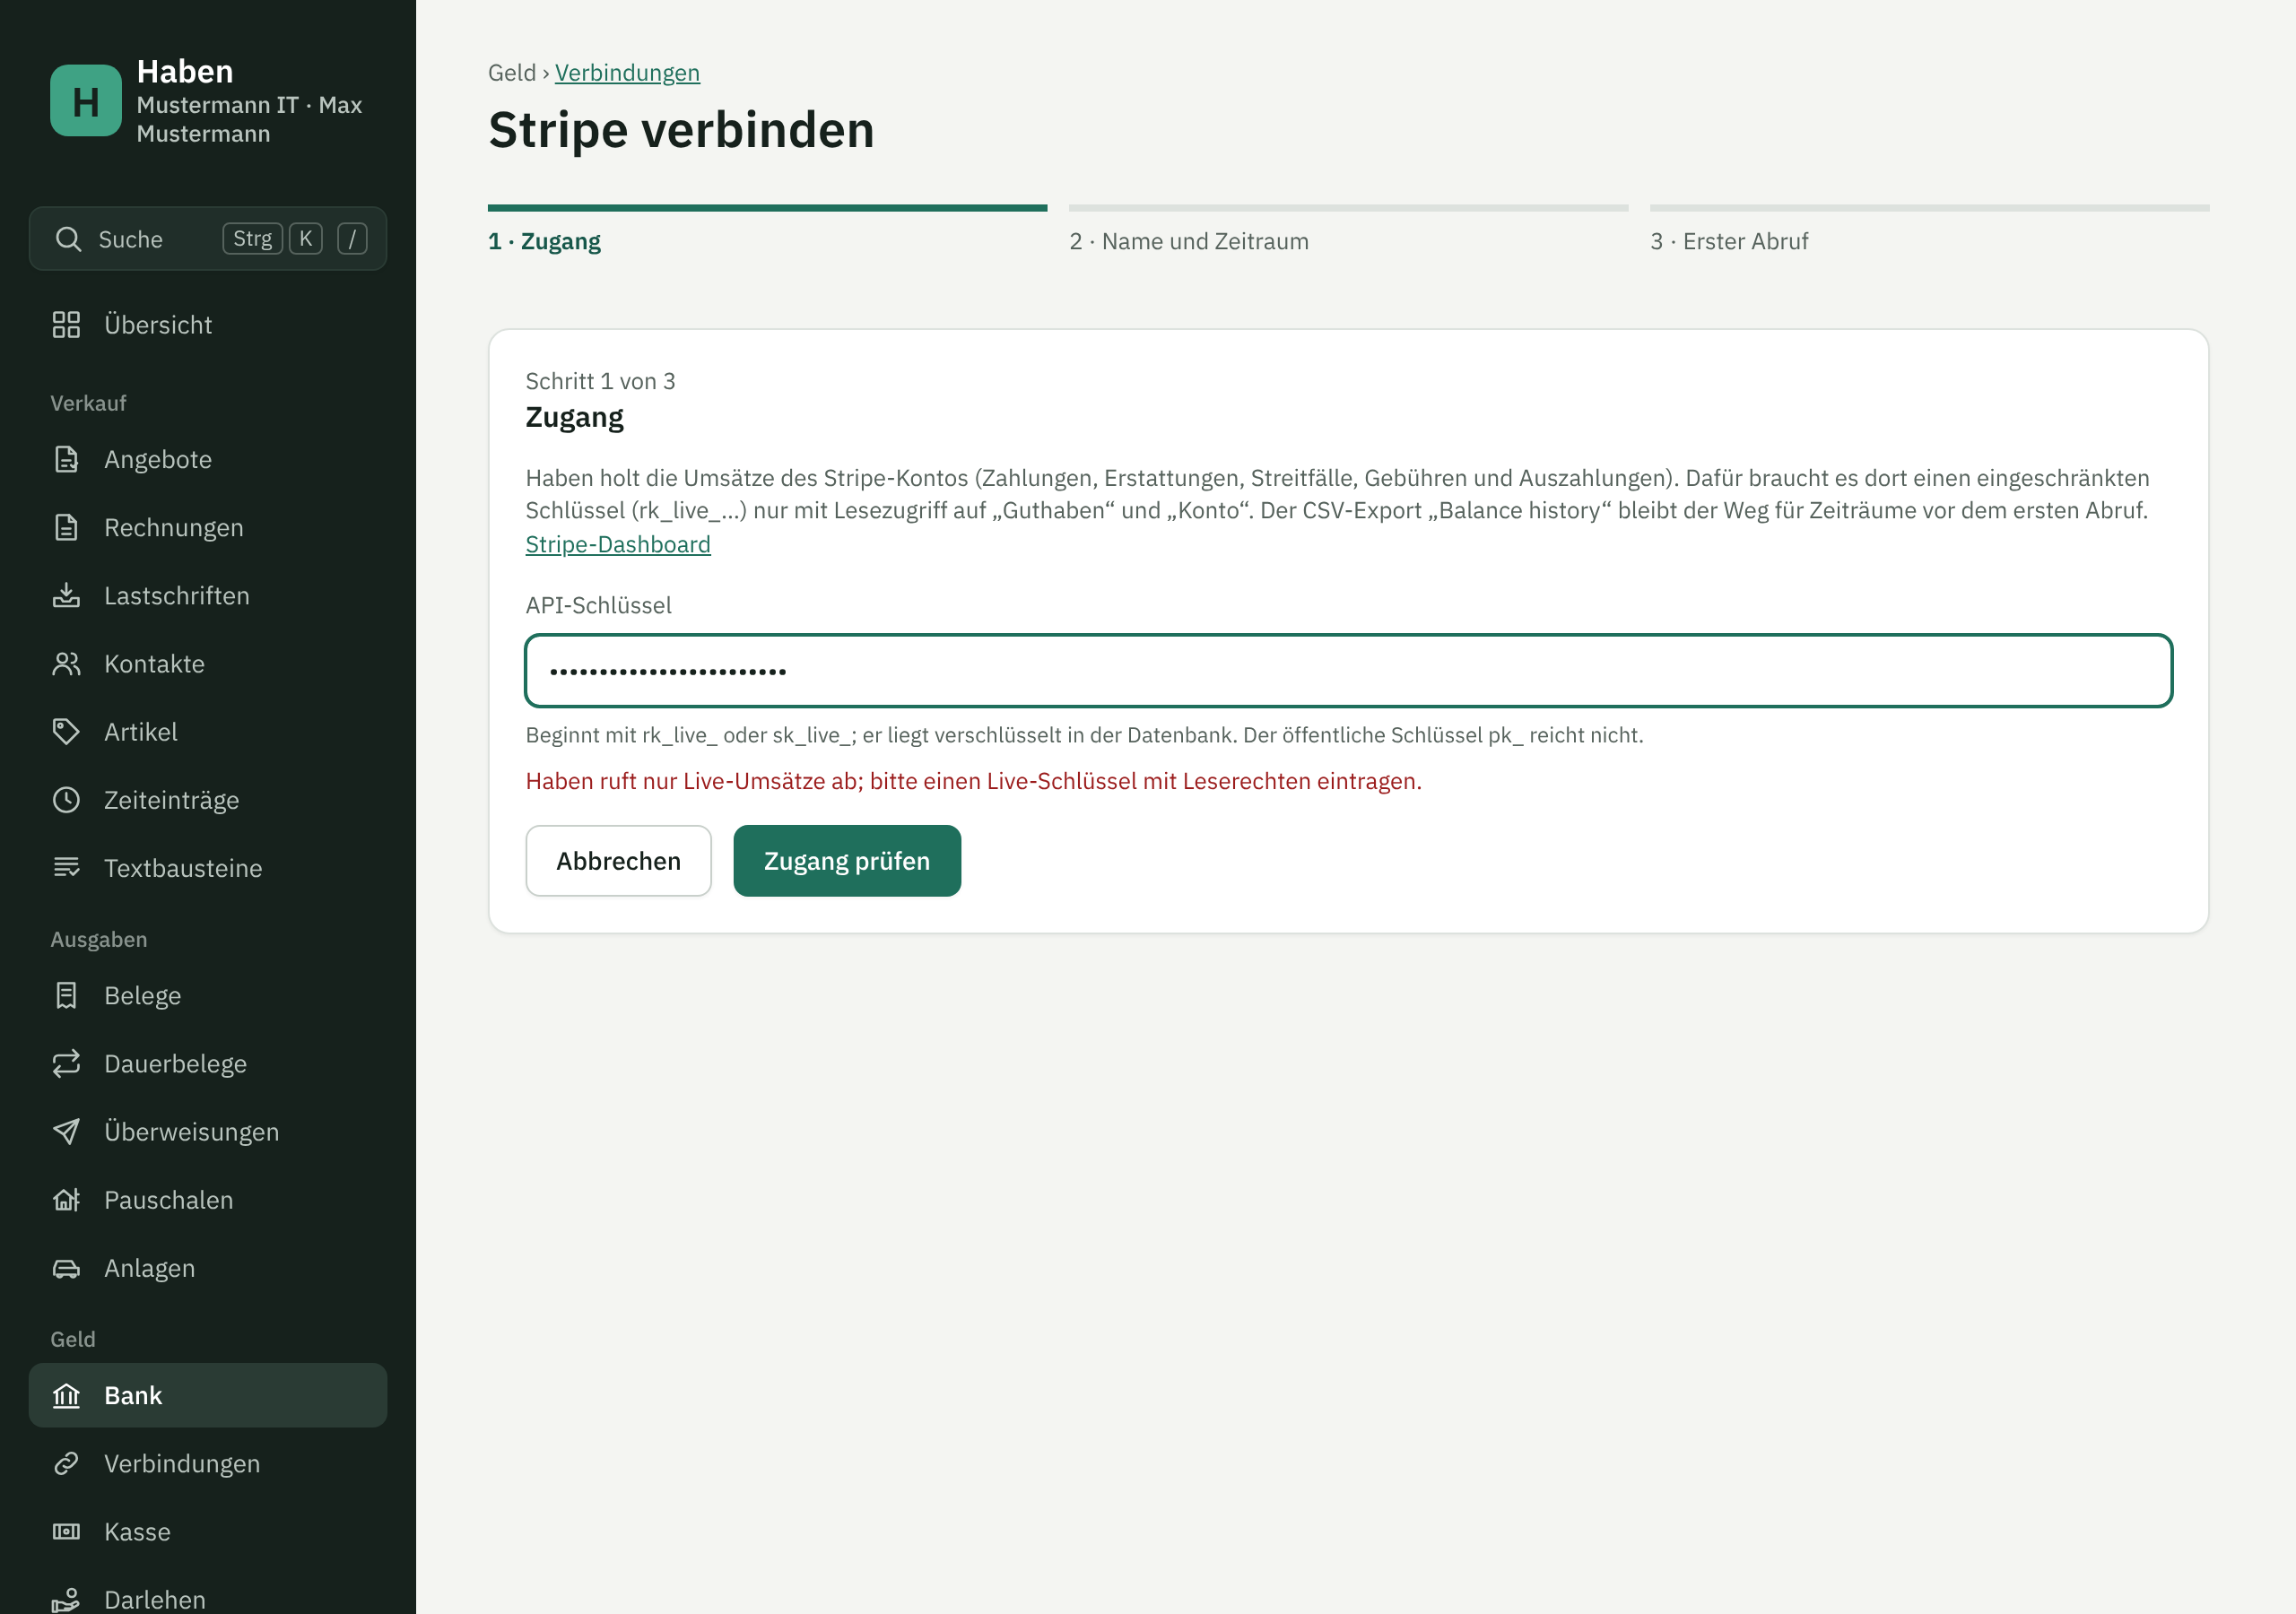 H
Haben
Mustermann IT · Max
Mustermann
Suche Strg K /
Übersicht
Verkauf
Angebote
Rechnungen
Lastschriften
Kontakte
Artikel
Zeiteinträge
Textbausteine
Ausgaben
Belege
Dauerbelege
Überweisungen
Pauschalen
Anlagen
Geld
Bank
Verbindungen
Kasse
Darlehen
Geld › Verbindungen
Stripe verbinden
1 · Zugang
2 · Name und Zeitraum
3 · Erster Abruf
Schritt 1 von 3
Zugang
Haben holt die Umsätze des Stripe-Kontos (Zahlungen, Erstattungen, Streitfälle, Gebühren und Auszahlungen). Dafür braucht es dort einen eingeschränkten
Schlüssel (rk_live_…) nur mit Lesezugriff auf „Guthaben“ und „Konto“. Der CSV-Export „Balance history“ bleibt der Weg für Zeiträume vor dem ersten Abruf.
Stripe-Dashboard
API-Schlüssel
••••••••••••••••••••••••
Beginnt mit rk_live_ oder sk_live_; er liegt verschlüsselt in der Datenbank. Der öffentliche Schlüssel pk_ reicht nicht.
Haben ruft nur Live-Umsätze ab; bitte einen Live-Schlüssel mit Leserechten eintragen.
Abbrechen
Zugang prüfen